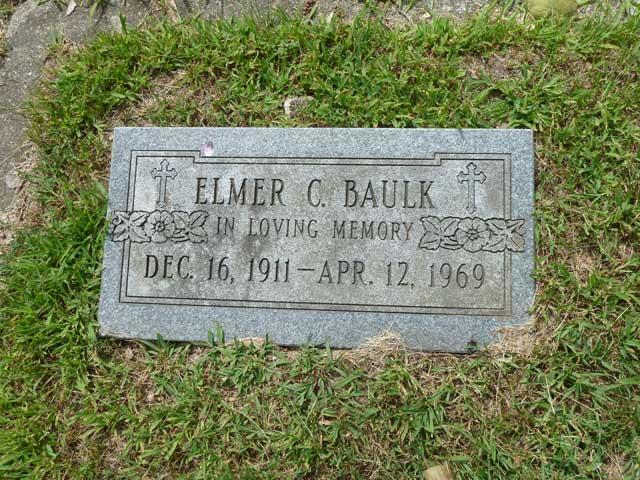 ELMER C. BAULK
IN LOVING MEMORY
DEC. 16, 1911 — APR. 12, 1969